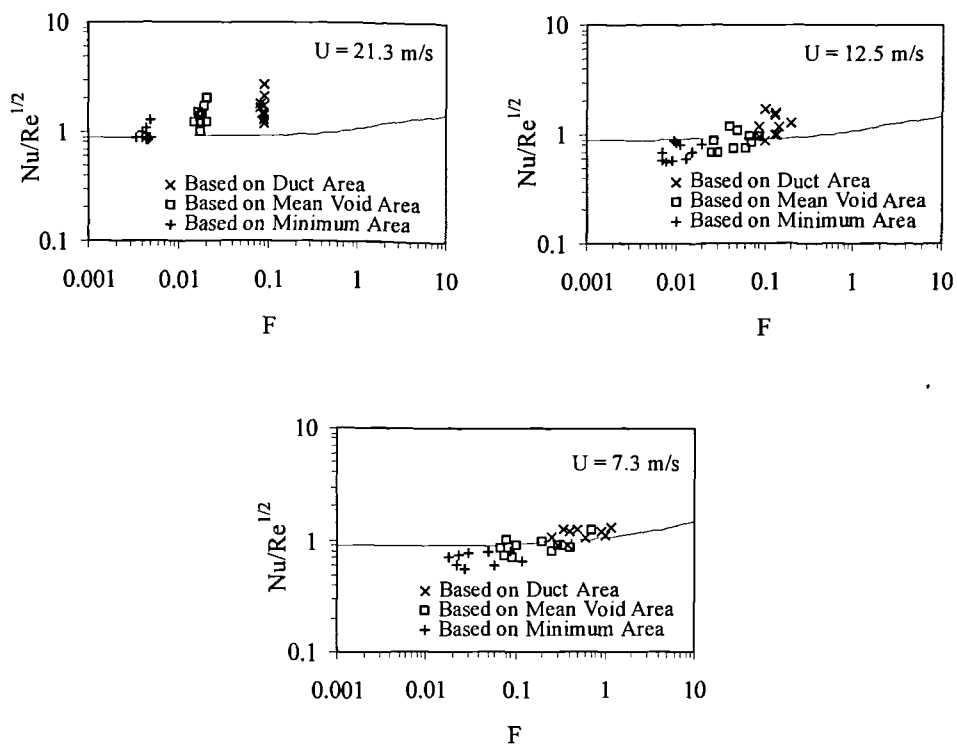 10
U = 21.3 m/s
Nu/Re^1/2
1
× Based on Duct Area
□ Based on Mean Void Area
+ Based on Minimum Area
0.1
0.001 0.01 0.1 1 10
F
10
U = 12.5 m/s
Nu/Re^1/2
1
× Based on Duct Area
□ Based on Mean Void Area
+ Based on Minimum Area
0.1
0.001 0.01 0.1 1 10
F
10
U = 7.3 m/s
Nu/Re^1/2
1
× Based on Duct Area
□ Based on Mean Void Area
+ Based on Minimum Area
0.1
0.001 0.01 0.1 1 10
F